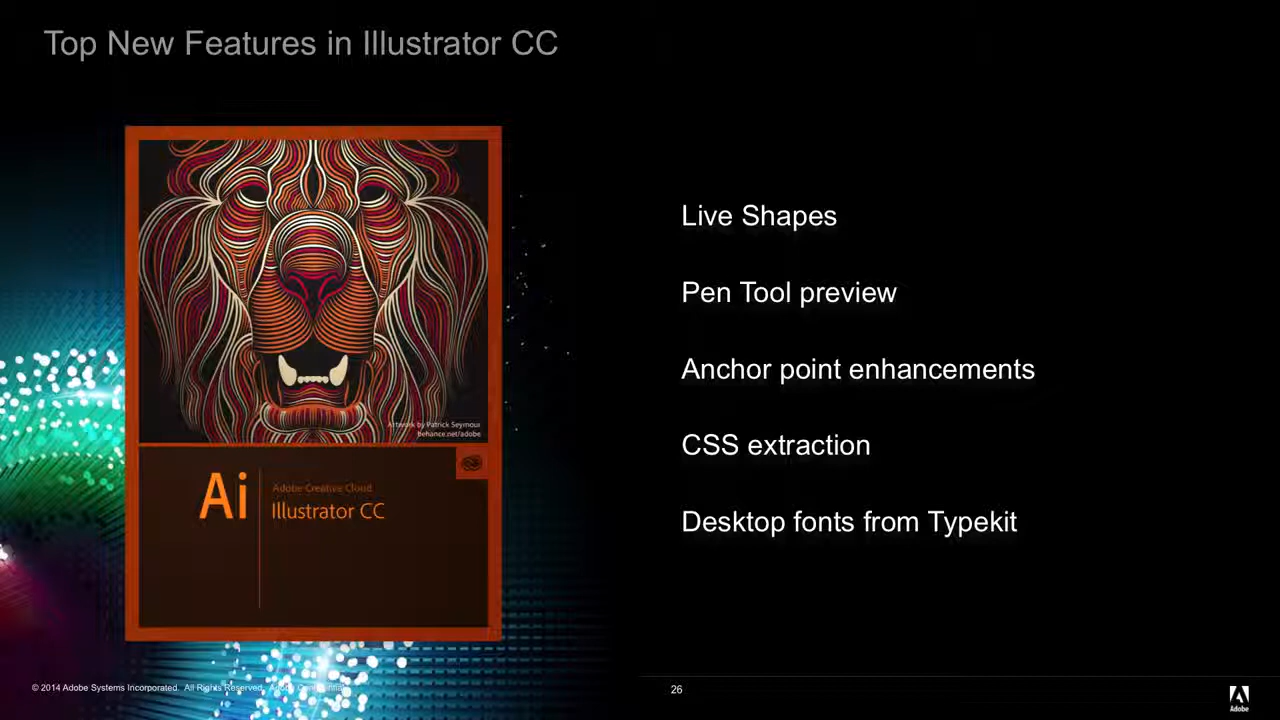 Top New Features in Illustrator CC
Artwork by Patrick Seymour
behance.net/adobe
Ai
Adobe Creative Cloud
Illustrator CC
Live Shapes
Pen Tool preview
Anchor point enhancements
CSS extraction
Desktop fonts from Typekit
© 2014 Adobe Systems Incorporated. All Rights Reserved. Adobe Confidential.
26
Adobe